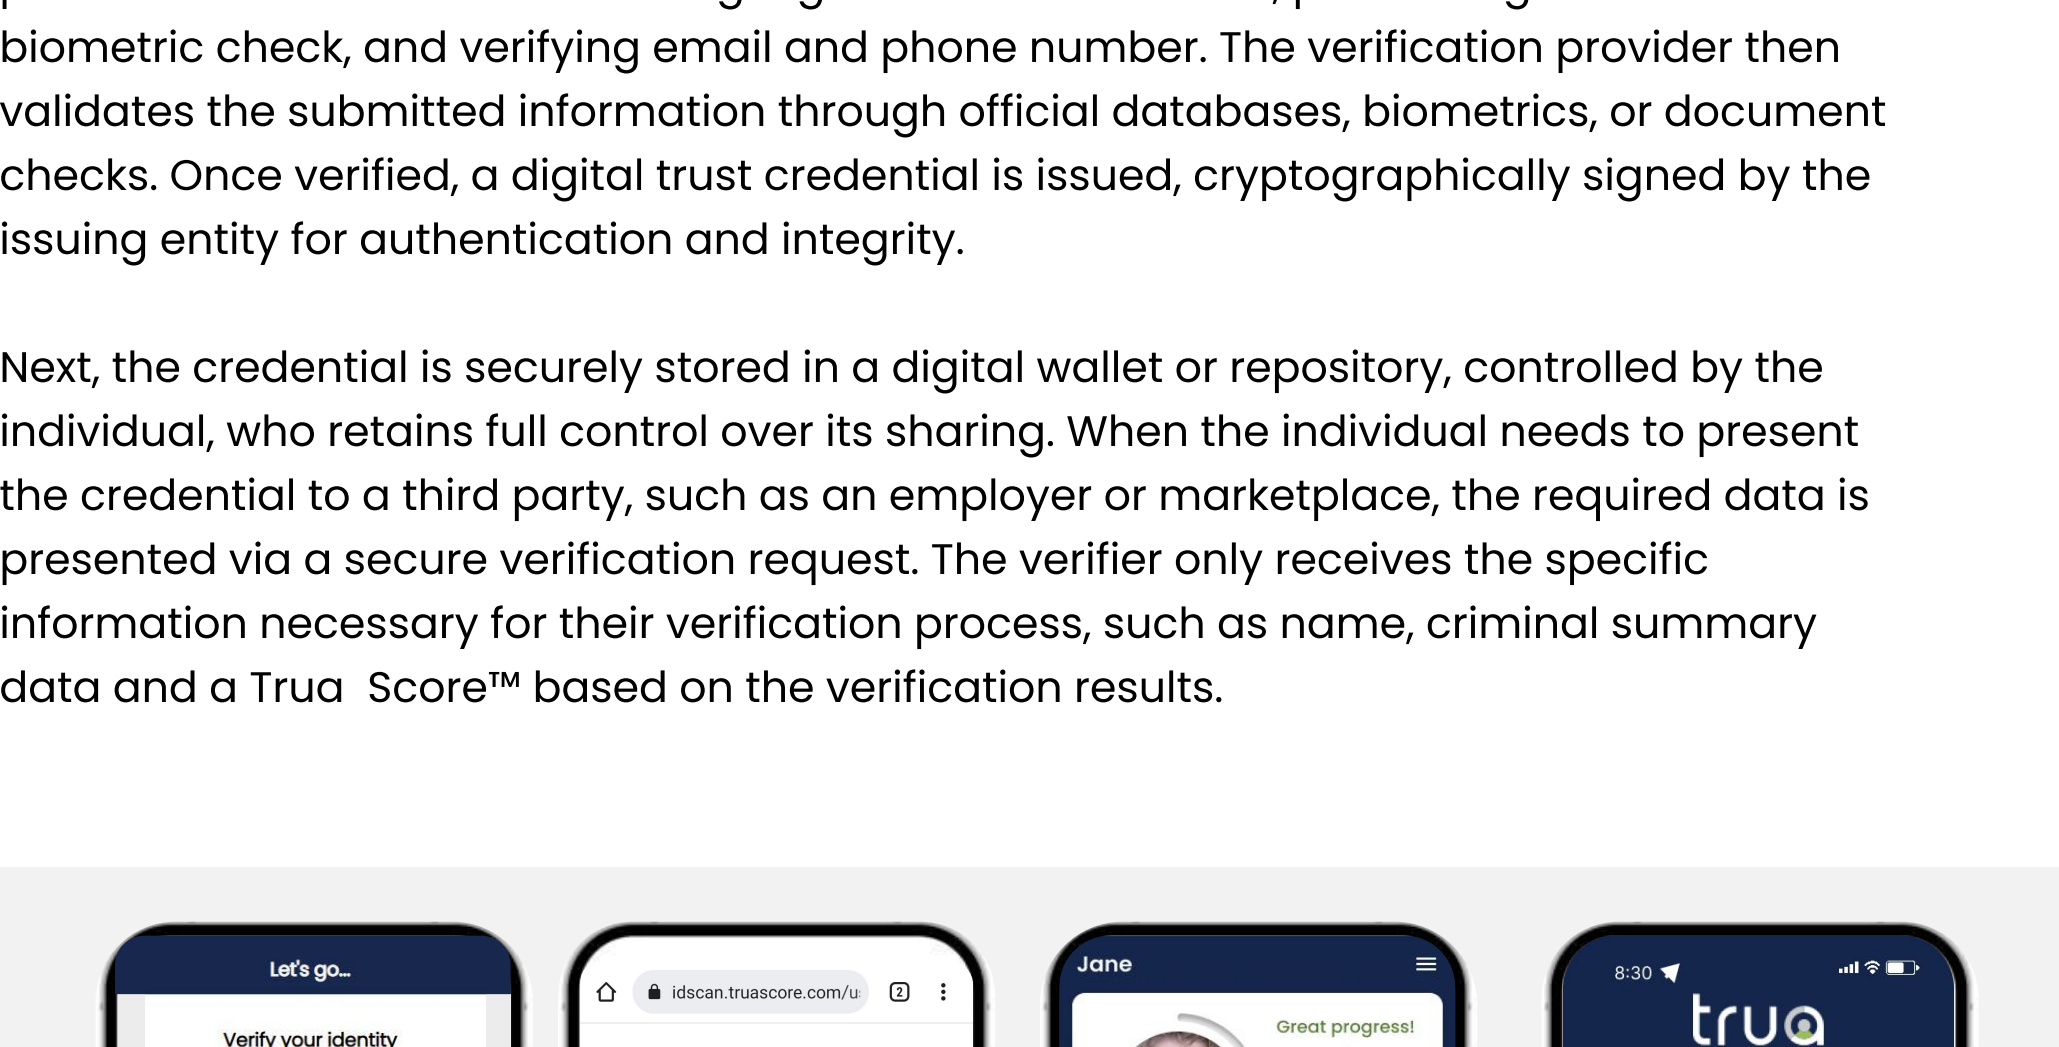 biometric check, and verifying email and phone number. The verification provider then
validates the submitted information through official databases, biometrics, or document
checks. Once verified, a digital trust credential is issued, cryptographically signed by the
issuing entity for authentication and integrity.
Next, the credential is securely stored in a digital wallet or repository, controlled by the
individual, who retains full control over its sharing. When the individual needs to present
the credential to a third party, such as an employer or marketplace, the required data is
presented via a secure verification request. The verifier only receives the specific
information necessary for their verification process, such as name, criminal summary
data and a Trua  Score™ based on the verification results.
Let's go...
Verify your identity
idscan.truascore.com/u
2
Jane
Great progress!
8:30
trua